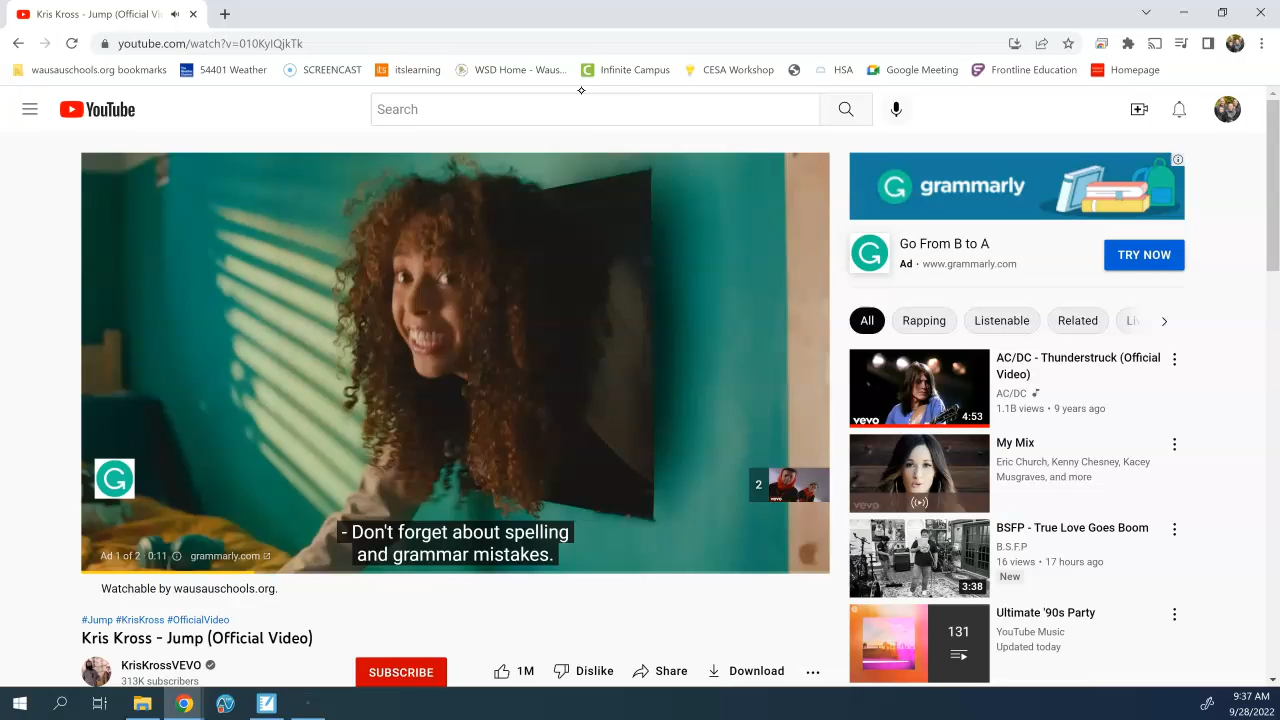 Kris Kross - Jump (Official Vi
youtube.com/watch?v=010KyIQjkTk
wausauschools.org bookmarks
54401 Weather
SCREENCAST
its
itslearning
WSD Home - Waus...
Infinite Campus
CESA Workshop
HSA
Google Meeting
Frontline Education
Homepage
YouTube
Search
- Don't forget about spelling
and grammar mistakes.
2
Ad 1 of 2 · 0:11
grammarly.com
Watchable by wausauschools.org.
#Jump #KrisKross #OfficialVideo
Kris Kross - Jump (Official Video)
KrisKrossVEVO
313K subscribers
SUBSCRIBE
1M
Dislike
Share
Download
grammarly
Go From B to A
Ad · www.grammarly.com
TRY NOW
All
Rapping
Listenable
Related
vevo
4:53
AC/DC - Thunderstruck (Official
Video)
AC/DC
1.1B views · 9 years ago
vevo
My Mix
Eric Church, Kenny Chesney, Kacey
Musgraves, and more
3:38
BSFP - True Love Goes Boom
B.S.F.P
16 views · 17 hours ago
New
131
Ultimate '90s Party
YouTube Music
Updated today
9:37 AM
9/28/2022